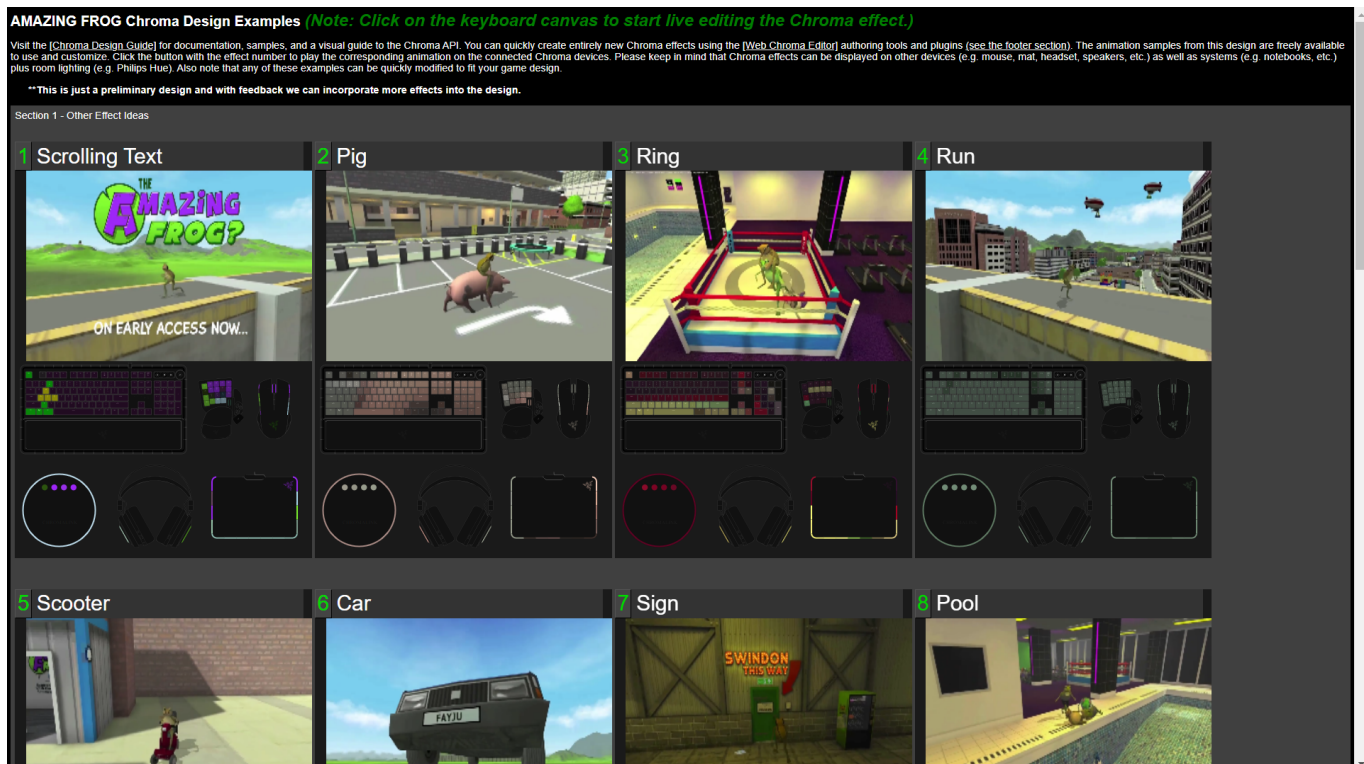 AMAZING FROG Chroma Design Examples (Note: Click on the keyboard canvas to start live editing the Chroma effect.)
Visit the [Chroma Design Guide] for documentation, samples, and a visual guide to the Chroma API. You can quickly create entirely new Chroma effects using the [Web Chroma Editor] authoring tools and plugins (see the footer section). The animation samples from this design are freely available
to use and customize. Click the button with the effect number to play the corresponding animation on the connected Chroma devices. Please keep in mind that Chroma effects can be displayed on other devices (e.g. mouse, mat, headset, speakers, etc.) as well as systems (e.g. notebooks, etc.)
plus room lighting (e.g. Philips Hue). Also note that any of these examples can be quickly modified to fit your game design.
**This is just a preliminary design and with feedback we can incorporate more effects into the design.
Section 1 - Other Effect Ideas
1 Scrolling Text
2 Pig
3 Ring
4 Run
THE
AMAZING
FROG?
ON EARLY ACCESS NOW...
5 Scooter
6 Car
7 Sign
8 Pool
FAYJU
SWINDON
THIS WAY